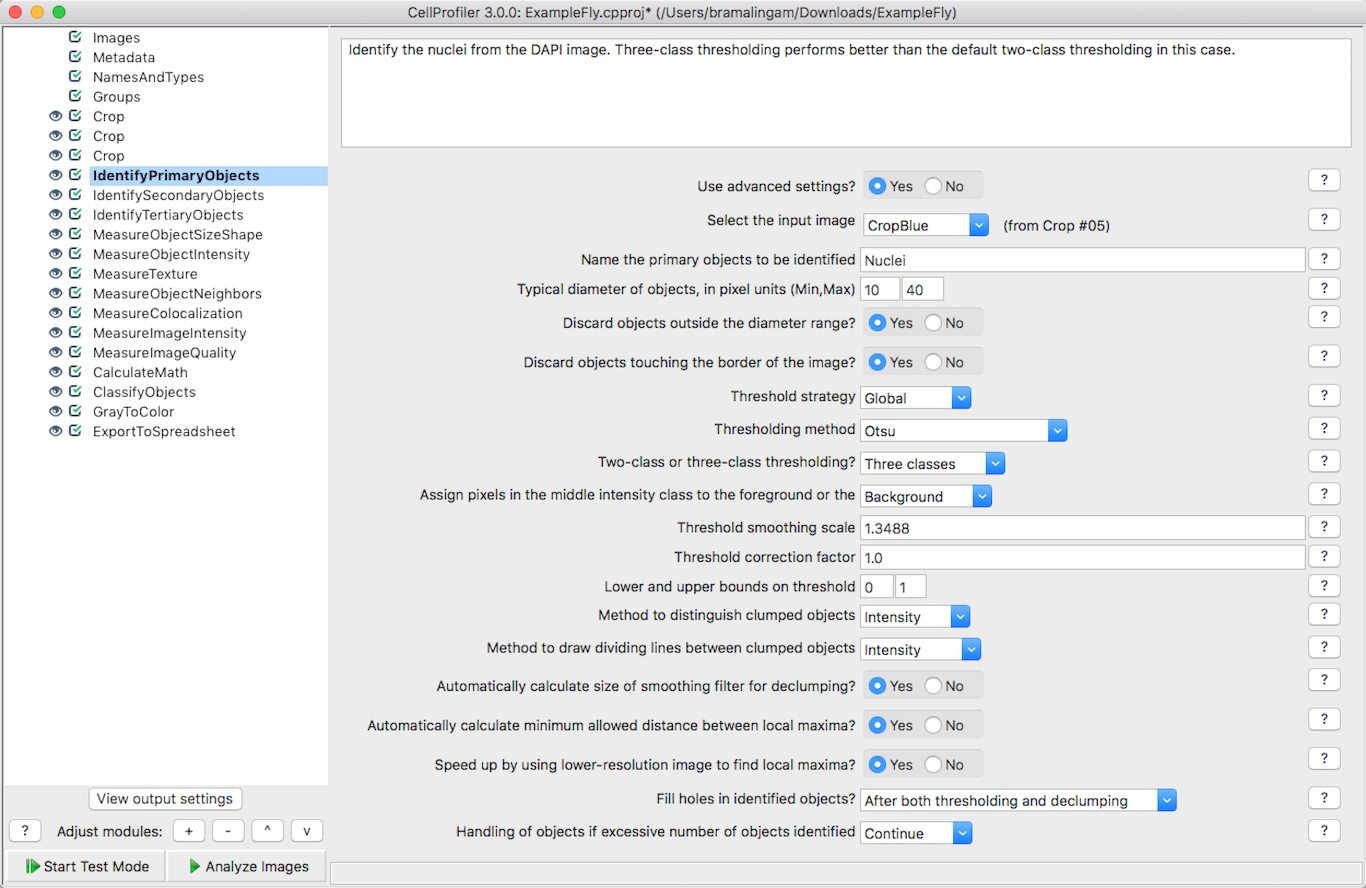 CellProfiler 3.0.0: ExampleFly.cpproj* (/Users/bramalingam/Downloads/ExampleFly)
Images
Metadata
NamesAndTypes
Groups
Crop
Crop
Crop
IdentifyPrimaryObjects
IdentifySecondaryObjects
IdentifyTertiaryObjects
MeasureObjectSizeShape
MeasureObjectIntensity
MeasureTexture
MeasureObjectNeighbors
MeasureColocalization
MeasureImageIntensity
MeasureImageQuality
CalculateMath
ClassifyObjects
GrayToColor
ExportToSpreadsheet
View output settings
? Adjust modules: + - ^ v
Start Test Mode Analyze Images
Identify the nuclei from the DAPI image. Three-class thresholding performs better than the default two-class thresholding in this case.
Use advanced settings? Yes No ?
Select the input image CropBlue (from Crop #05) ?
Name the primary objects to be identified Nuclei ?
Typical diameter of objects, in pixel units (Min,Max) 10 40 ?
Discard objects outside the diameter range? Yes No ?
Discard objects touching the border of the image? Yes No ?
Threshold strategy Global ?
Thresholding method Otsu ?
Two-class or three-class thresholding? Three classes ?
Assign pixels in the middle intensity class to the foreground or the Background ?
Threshold smoothing scale 1.3488 ?
Threshold correction factor 1.0 ?
Lower and upper bounds on threshold 0 1 ?
Method to distinguish clumped objects Intensity ?
Method to draw dividing lines between clumped objects Intensity ?
Automatically calculate size of smoothing filter for declumping? Yes No ?
Automatically calculate minimum allowed distance between local maxima? Yes No ?
Speed up by using lower-resolution image to find local maxima? Yes No ?
Fill holes in identified objects? After both thresholding and declumping ?
Handling of objects if excessive number of objects identified Continue ?